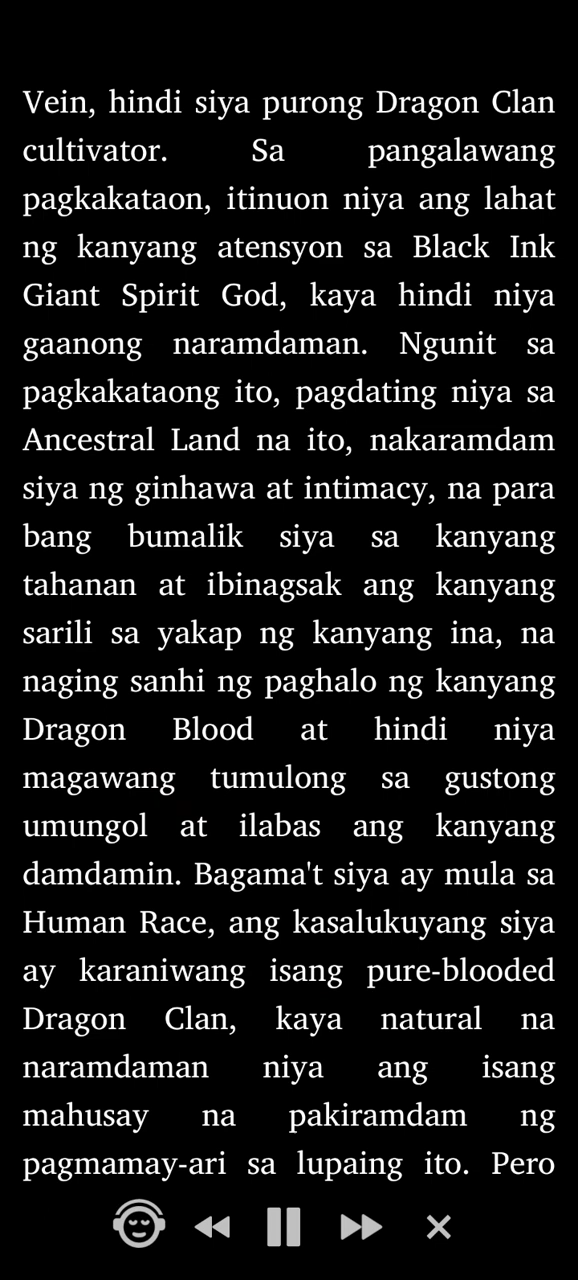 Vein, hindi siya purong Dragon Clan
cultivator. Sa pangalawang
pagkakataon, itinuon niya ang lahat
ng kanyang atensyon sa Black Ink
Giant Spirit God, kaya hindi niya
gaanong naramdaman. Ngunit sa
pagkakataong ito, pagdating niya sa
Ancestral Land na ito, nakaramdam
siya ng ginhawa at intimacy, na para
bang bumalik siya sa kanyang
tahanan at ibinagsak ang kanyang
sarili sa yakap ng kanyang ina, na
naging sanhi ng paghalo ng kanyang
Dragon Blood at hindi niya
magawang tumulong sa gustong
umungol at ilabas ang kanyang
damdamin. Bagama't siya ay mula sa
Human Race, ang kasalukuyang siya
ay karaniwang isang pure-blooded
Dragon Clan, kaya natural na
naramdaman niya ang isang
mahusay na pakiramdam ng
pagmamay-ari sa lupaing ito. Pero